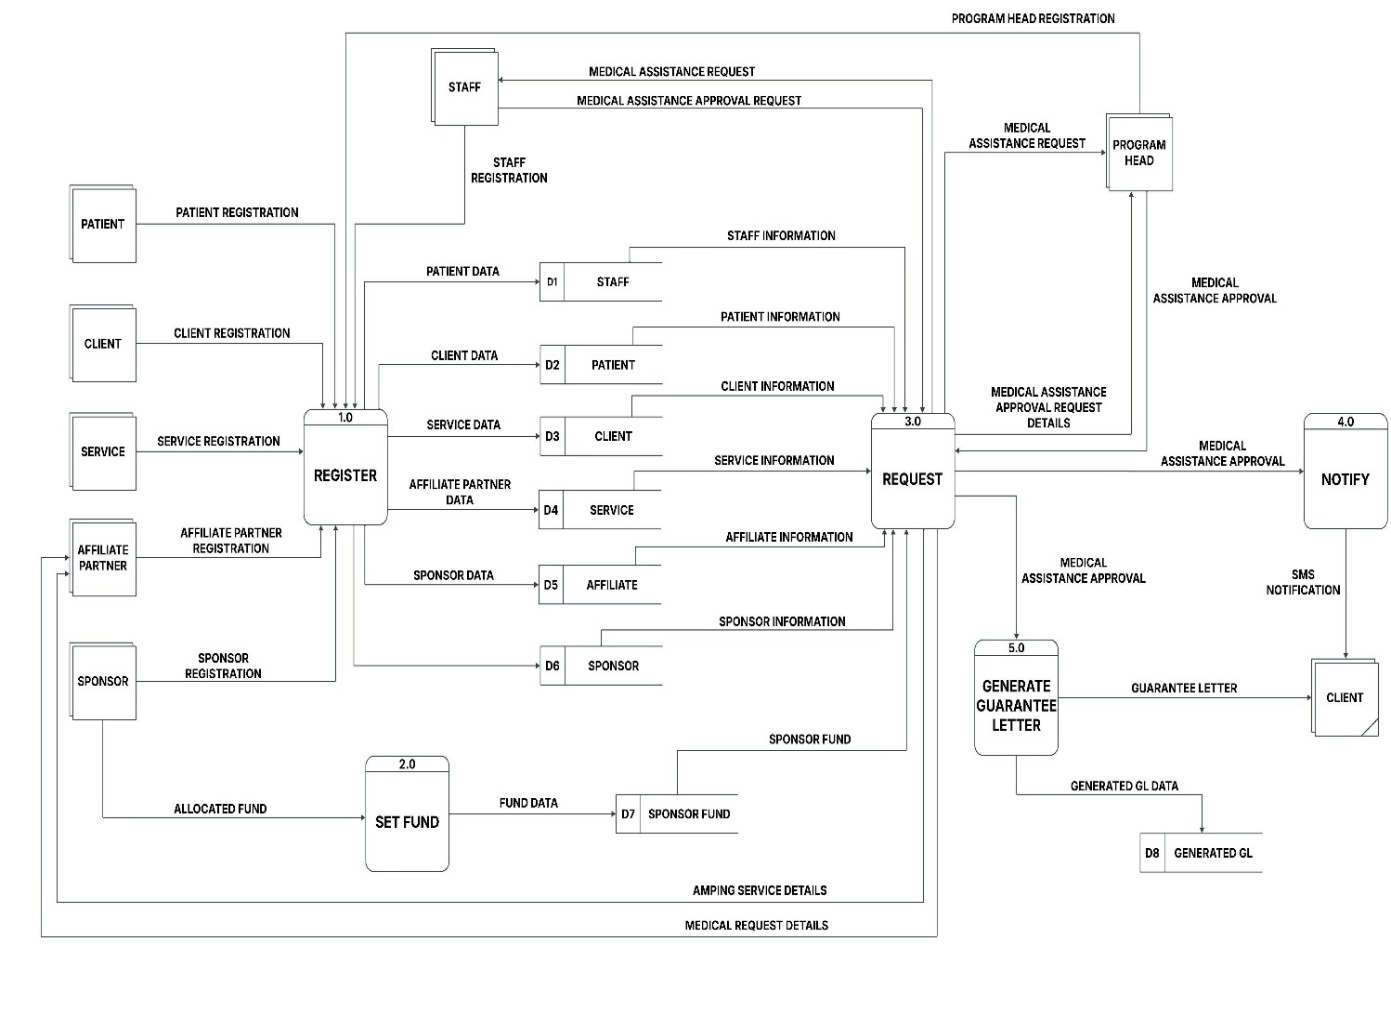 PROGRAM HEAD REGISTRATION
STAFF
MEDICAL ASSISTANCE REQUEST
MEDICAL ASSISTANCE APPROVAL REQUEST
MEDICAL
ASSISTANCE REQUEST
PROGRAM
HEAD
STAFF
REGISTRATION
PATIENT
PATIENT REGISTRATION
STAFF INFORMATION
PATIENT DATA
D1
STAFF
MEDICAL
ASSISTANCE APPROVAL
CLIENT
CLIENT REGISTRATION
PATIENT INFORMATION
CLIENT DATA
D2
PATIENT
CLIENT INFORMATION
MEDICAL ASSISTANCE
APPROVAL REQUEST
DETAILS
SERVICE
SERVICE REGISTRATION
1.0
REGISTER
SERVICE DATA
D3
CLIENT
3.0
REQUEST
4.0
NOTIFY
MEDICAL
ASSISTANCE APPROVAL
SERVICE INFORMATION
AFFILIATE PARTNER
DATA
D4
SERVICE
AFFILIATE
PARTNER
AFFILIATE PARTNER
REGISTRATION
AFFILIATE INFORMATION
SPONSOR DATA
D5
AFFILIATE
MEDICAL
ASSISTANCE APPROVAL
SMS
NOTIFICATION
SPONSOR INFORMATION
SPONSOR
SPONSOR
REGISTRATION
D6
SPONSOR
5.0
GENERATE
GUARANTEE
LETTER
GUARANTEE LETTER
CLIENT
SPONSOR FUND
2.0
SET FUND
ALLOCATED FUND
FUND DATA
D7
SPONSOR FUND
GENERATED GL DATA
D8
GENERATED GL
AMPING SERVICE DETAILS
MEDICAL REQUEST DETAILS